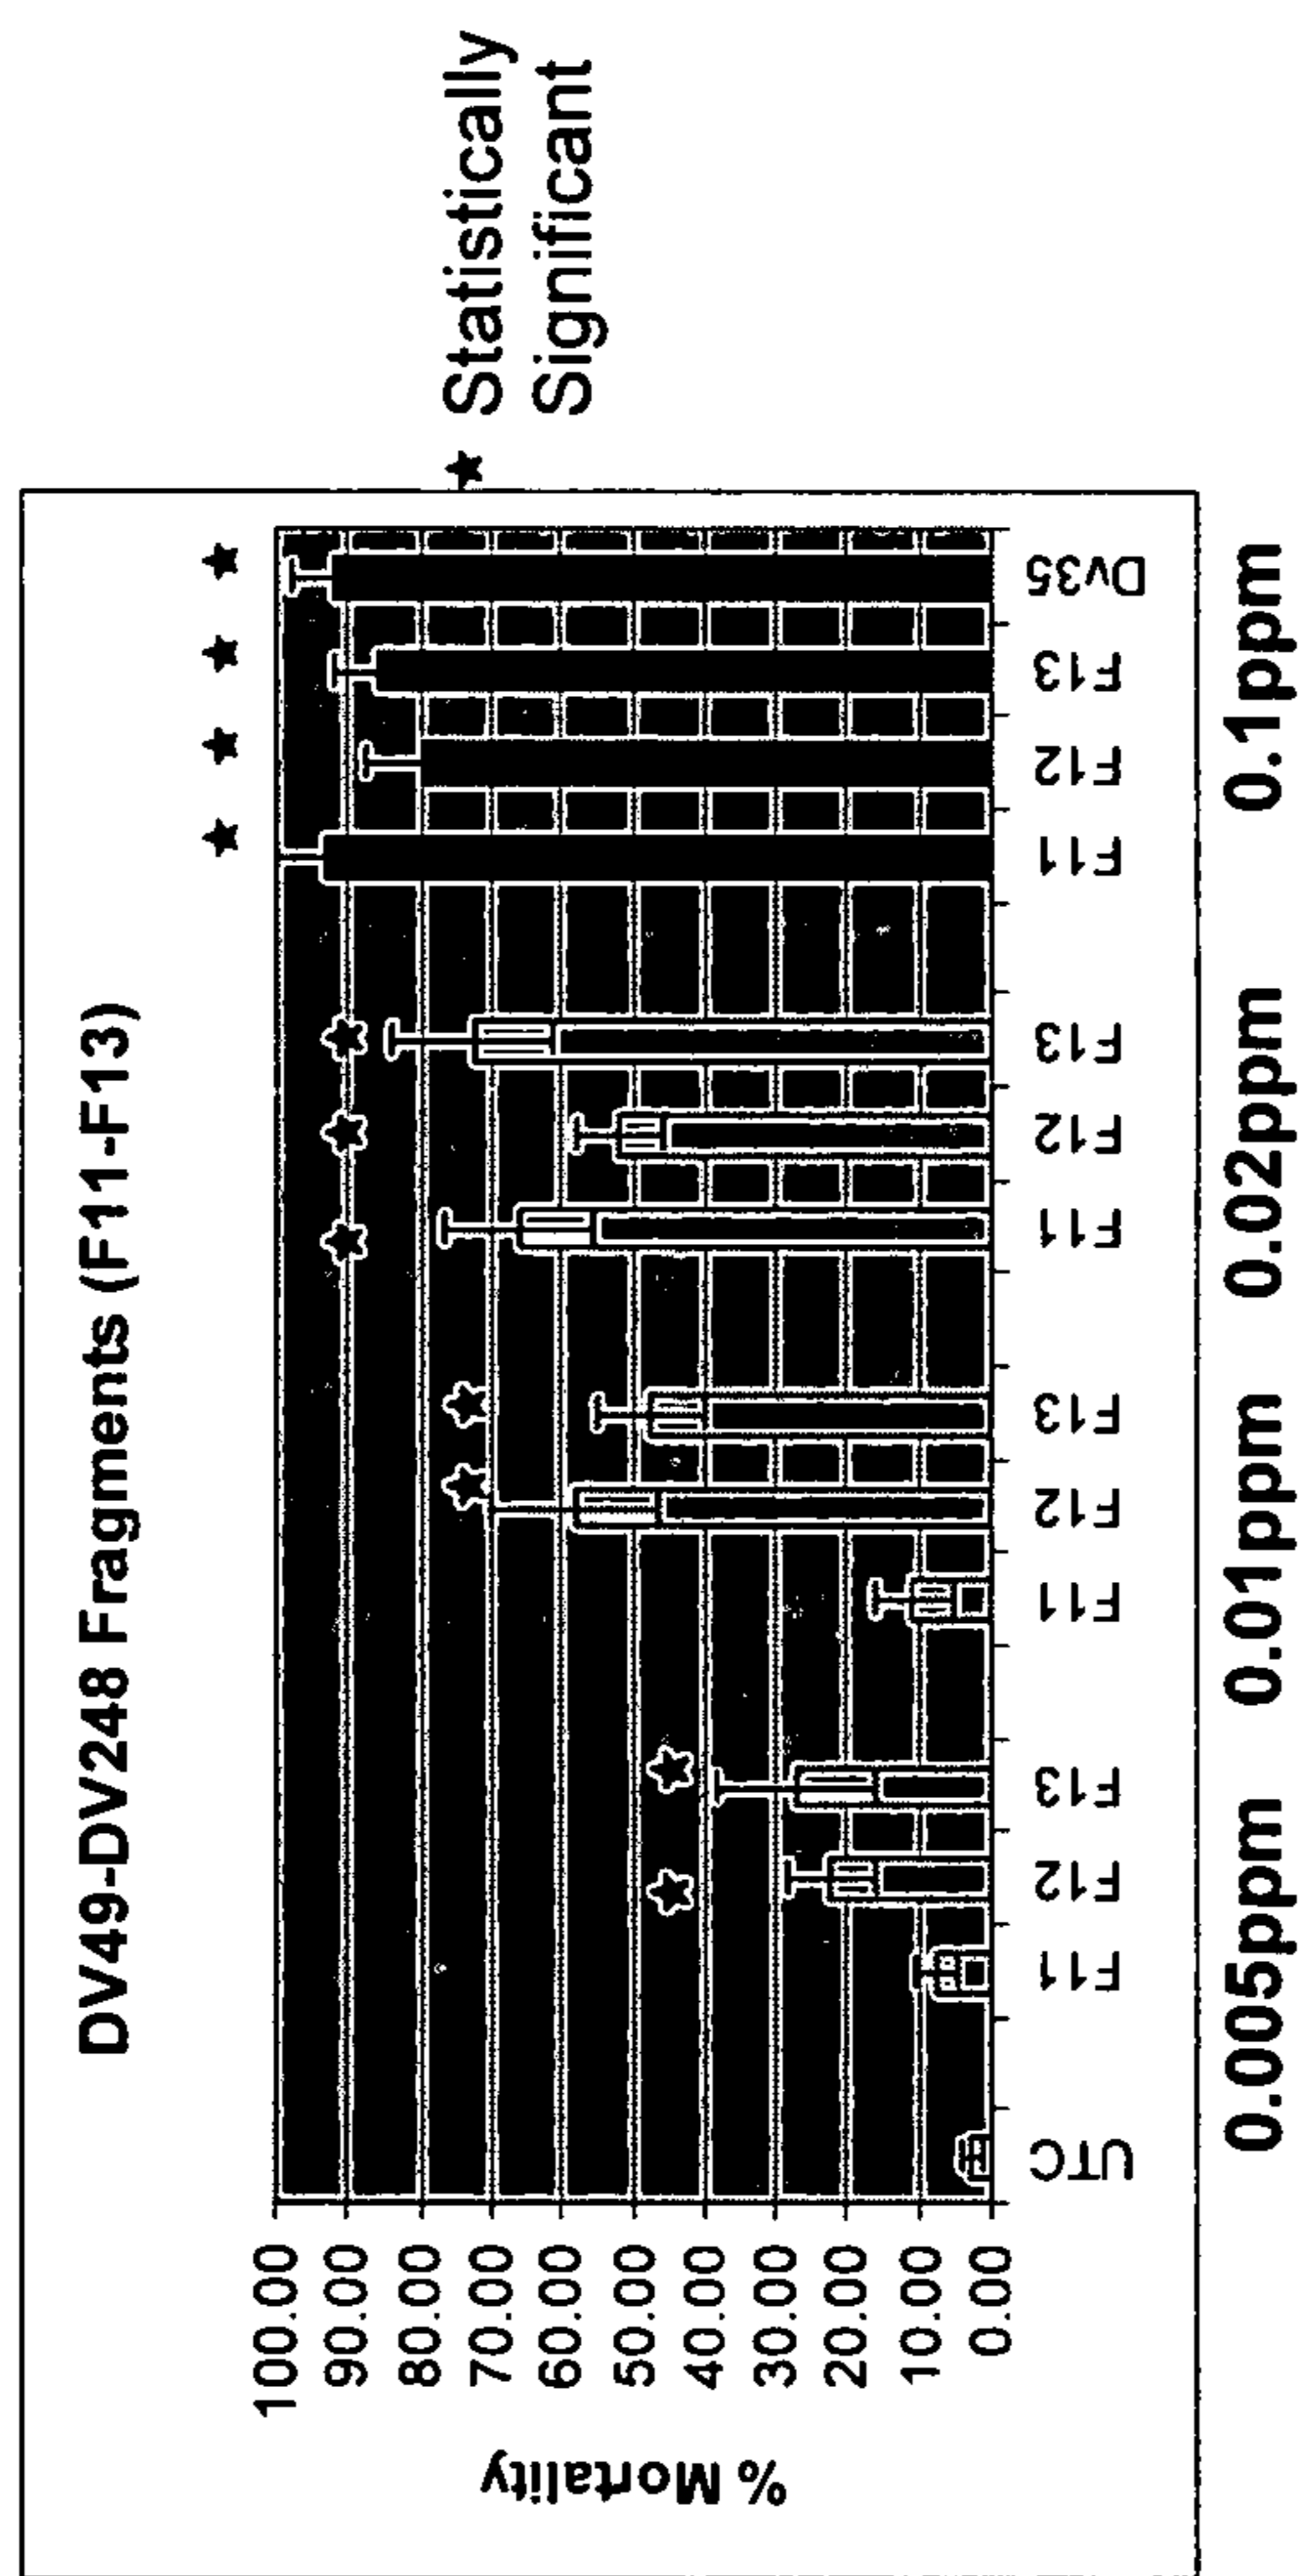 DV49-DV248 Fragments (F11-F13)
★ Statistically
Significant
% Mortality
100.00
90.00
80.00
70.00
60.00
50.00
40.00
30.00
20.00
10.00
0.00
UTC F11 F12 F13 F11 F12 F13 F11 F12 F13 F11 F12 F13 Dv35
0.005ppm 0.01ppm 0.02ppm 0.1ppm